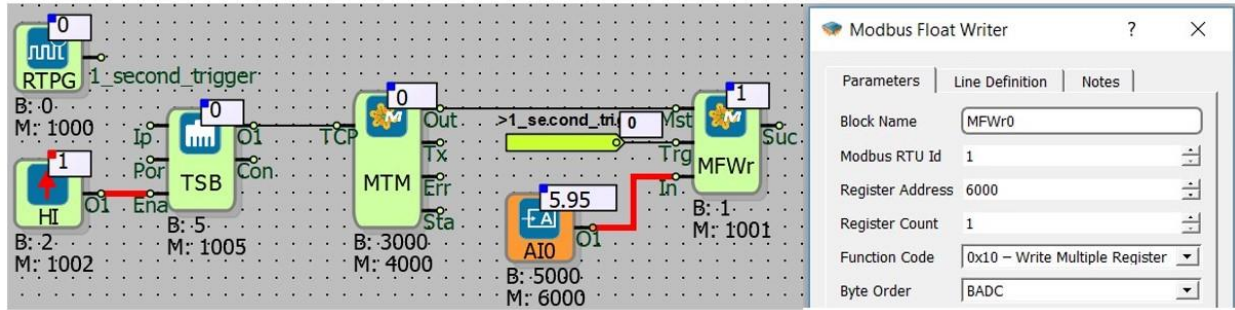 0
RTPG
1_second_trigger
B: 0
M: 1000
1
HI
O1
B: 2
M: 1002
0
Ip
Por
Ena
TSB
O1
Con
B: 5
M: 1005
0
TCP
MTM
Out
Tx
Err
Sta
B: 3000
M: 4000
>1_second_tri
0
5.95
A
AI0
O1
B: 5000
M: 6000
1
Mst
Trg
In
MFWr
Suc
B: 1
M: 1001
Modbus Float Writer ? ×
Parameters Line Definition Notes
Block Name MFWr0
Modbus RTU Id 1
Register Address 6000
Register Count 1
Function Code 0x10 – Write Multiple Register
Byte Order BADC